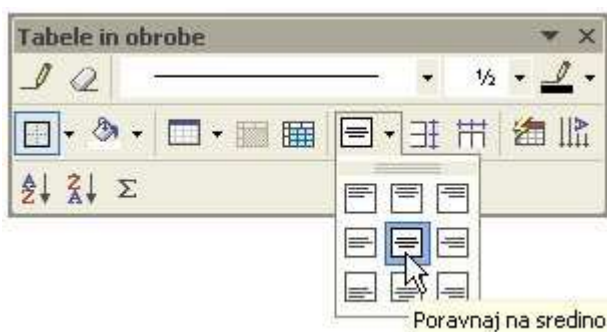 Tabele in obrobe
½
A
Z
Z
A
Σ
A
Poravnaj na sredino